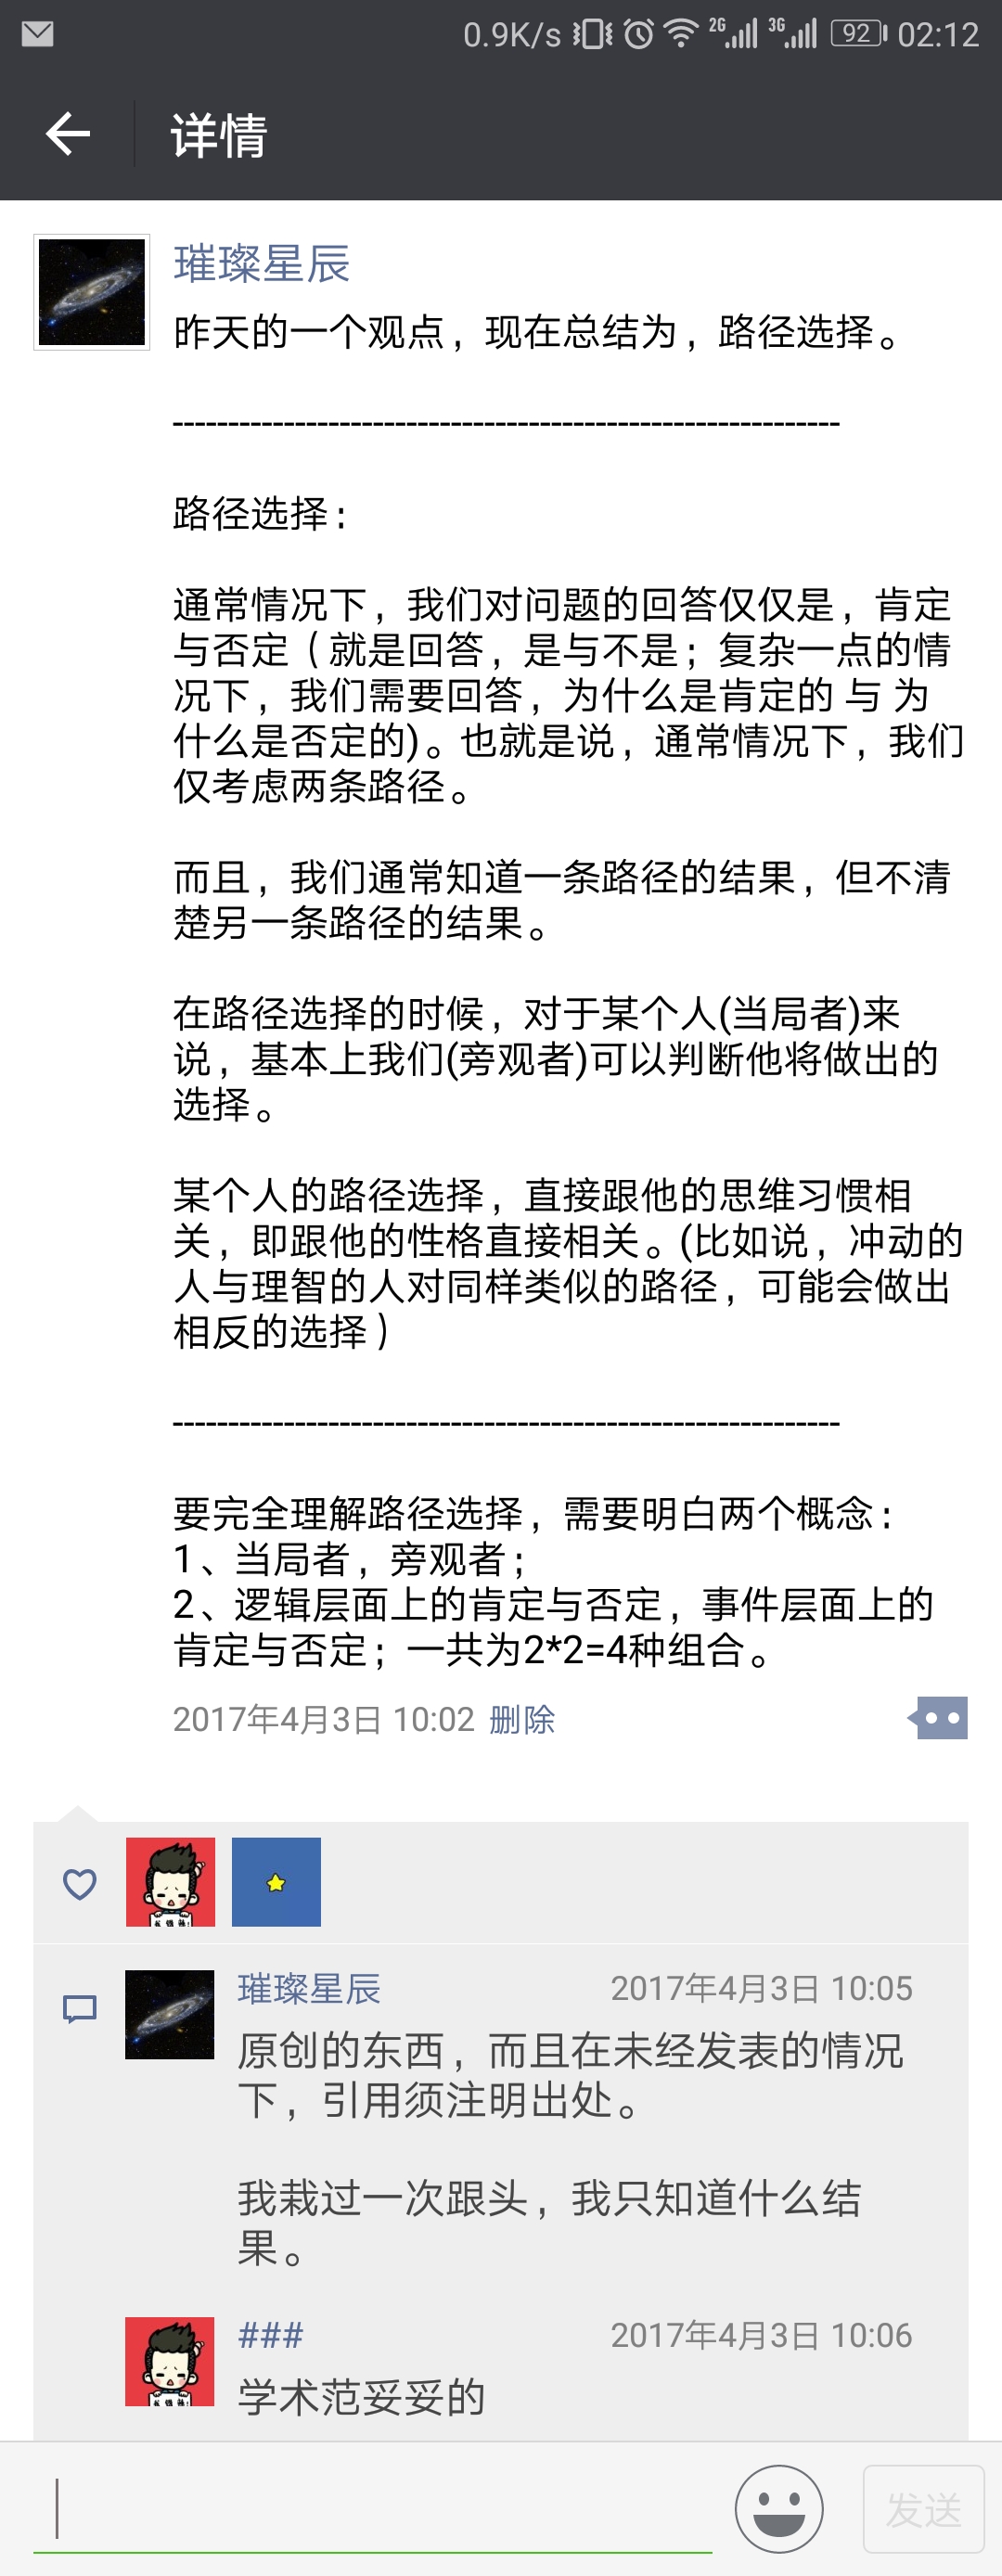 0.9K/s 2G 3G 92 02:12
详情
璀璨星辰
昨天的一个观点，现在总结为，路径选择。
------------------------------------------------------------
路径选择：
通常情况下，我们对问题的回答仅仅是，肯定
与否定（就是回答，是与不是；复杂一点的情
况下，我们需要回答，为什么是肯定的 与 为
什么是否定的)。也就是说，通常情况下，我们
仅考虑两条路径。
而且，我们通常知道一条路径的结果，但不清
楚另一条路径的结果。
在路径选择的时候，对于某个人(当局者)来
说，基本上我们(旁观者)可以判断他将做出的
选择。
某个人的路径选择，直接跟他的思维习惯相
关，即跟他的性格直接相关。(比如说，冲动的
人与理智的人对同样类似的路径，可能会做出
相反的选择）
------------------------------------------------------------
要完全理解路径选择，需要明白两个概念：
1、当局者，旁观者；
2、逻辑层面上的肯定与否定，事件层面上的
肯定与否定；一共为2*2=4种组合。
2017年4月3日 10:02 删除
璀璨星辰 2017年4月3日 10:05
原创的东西，而且在未经发表的情况
下，引用须注明出处。
我栽过一次跟头，我只知道什么结
果。
### 2017年4月3日 10:06
学术范妥妥的
发送